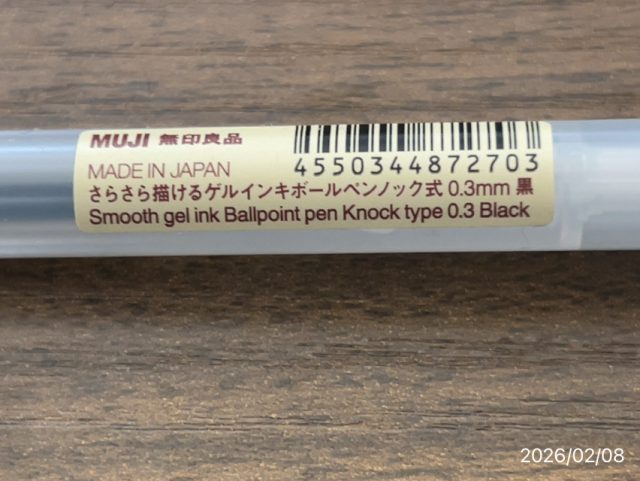 MUJI 無印良品
4550344872703
MADE IN JAPAN
さらさら描けるゲルインキボールペンノック式 0.3mm 黒
Smooth gel ink Ballpoint pen Knock type 0.3 Black
2026/02/08